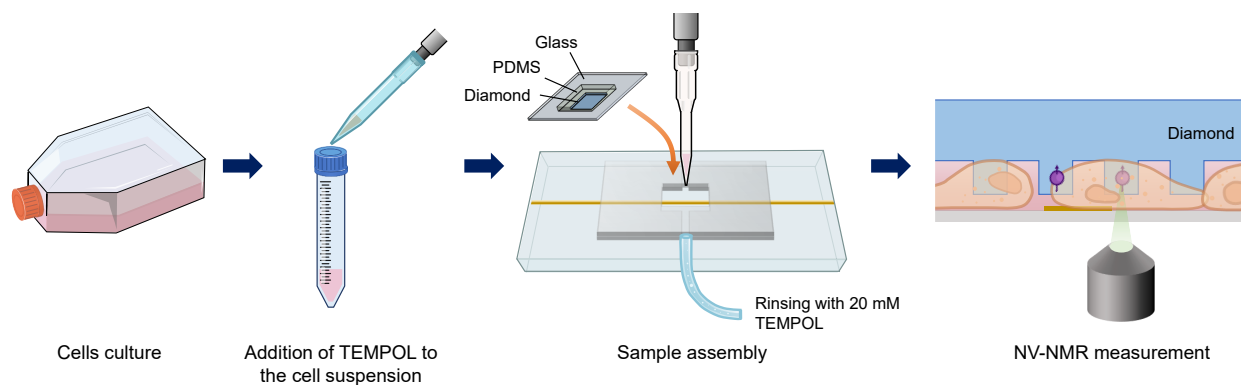 Glass
PDMS
Diamond
Diamond
Rinsing with 20 mM
TEMPOL
Cells culture
Addition of TEMPOL to
the cell suspension
Sample assembly
NV-NMR measurement